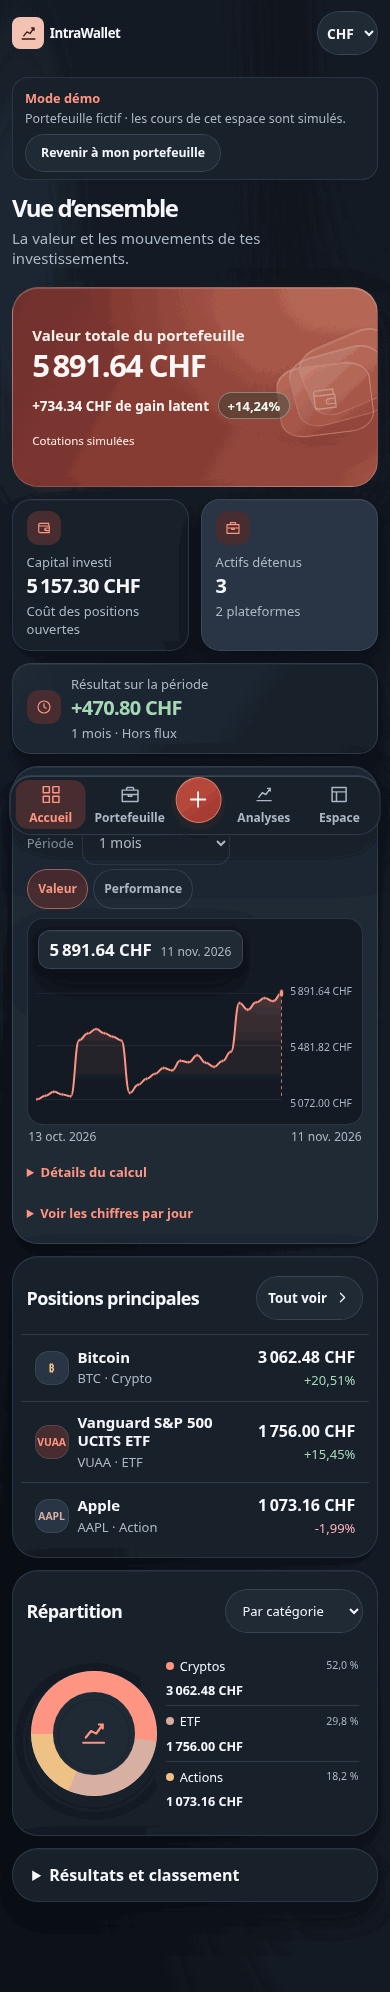 IntraWallet
CHF
Mode démo
Portefeuille fictif · les cours de cet espace sont simulés.
Revenir à mon portefeuille
Vue d’ensemble
La valeur et les mouvements de tes
investissements.
Valeur totale du portefeuille
5 891.64 CHF
+734.34 CHF de gain latent
+14,24%
Cotations simulées
Capital investi
5 157.30 CHF
Coût des positions
ouvertes
Actifs détenus
3
2 plateformes
Résultat sur la période
+470.80 CHF
1 mois · Hors flux
Accueil
Portefeuille
Analyses
Espace
Période
1 mois
Valeur
Performance
5 891.64 CHF 11 nov. 2026
5 891.64 CHF
5 481.82 CHF
5 072.00 CHF
13 oct. 2026
11 nov. 2026
Détails du calcul
Voir les chiffres par jour
Positions principales
Tout voir
Bitcoin
BTC · Crypto
3 062.48 CHF
+20,51%
VUAA
Vanguard S&P 500
UCITS ETF
VUAA · ETF
1 756.00 CHF
+15,45%
AAPL
Apple
AAPL · Action
1 073.16 CHF
-1,99%
Répartition
Par catégorie
Cryptos
52,0 %
3 062.48 CHF
ETF
29,8 %
1 756.00 CHF
Actions
18,2 %
1 073.16 CHF
Résultats et classement